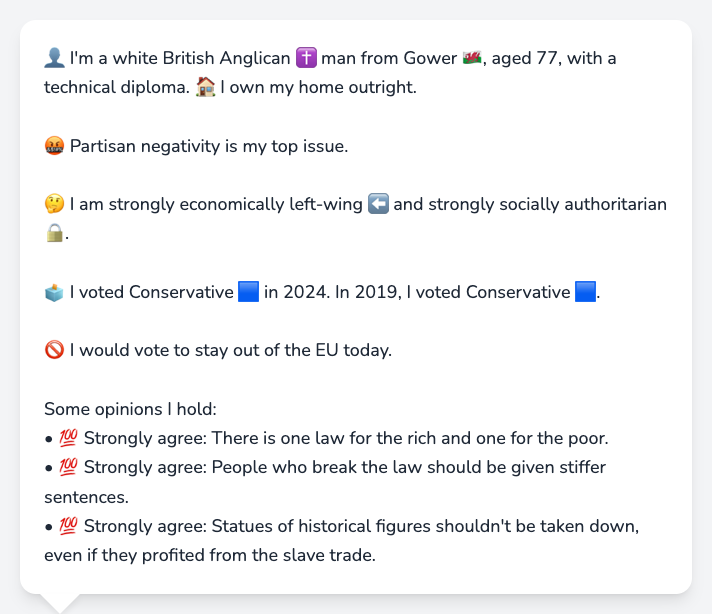 👤 I'm a white British Anglican ✝️ man from Gower 🏴󠁧󠁢󠁷󠁬󠁳󠁿, aged 77, with a
technical diploma. 🏠 I own my home outright.
🤬 Partisan negativity is my top issue.
🤔 I am strongly economically left-wing ⬅️ and strongly socially authoritarian
🔒.
🗳️ I voted Conservative 🟦 in 2024. In 2019, I voted Conservative 🟦.
🚫 I would vote to stay out of the EU today.
Some opinions I hold:
• 💯 Strongly agree: There is one law for the rich and one for the poor.
• 💯 Strongly agree: People who break the law should be given stiffer
sentences.
• 💯 Strongly agree: Statues of historical figures shouldn't be taken down,
even if they profited from the slave trade.